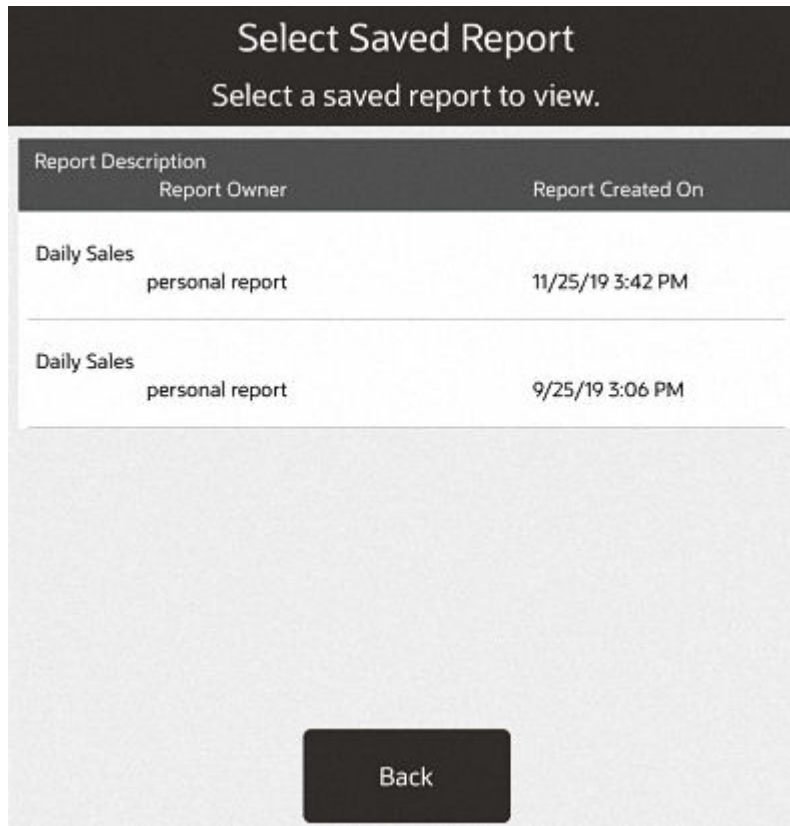 Select Saved Report
Select a saved report to view.
Report Description
Report Owner Report Created On
Daily Sales
personal report 11/25/19 3:42 PM
Daily Sales
personal report 9/25/19 3:06 PM
Back